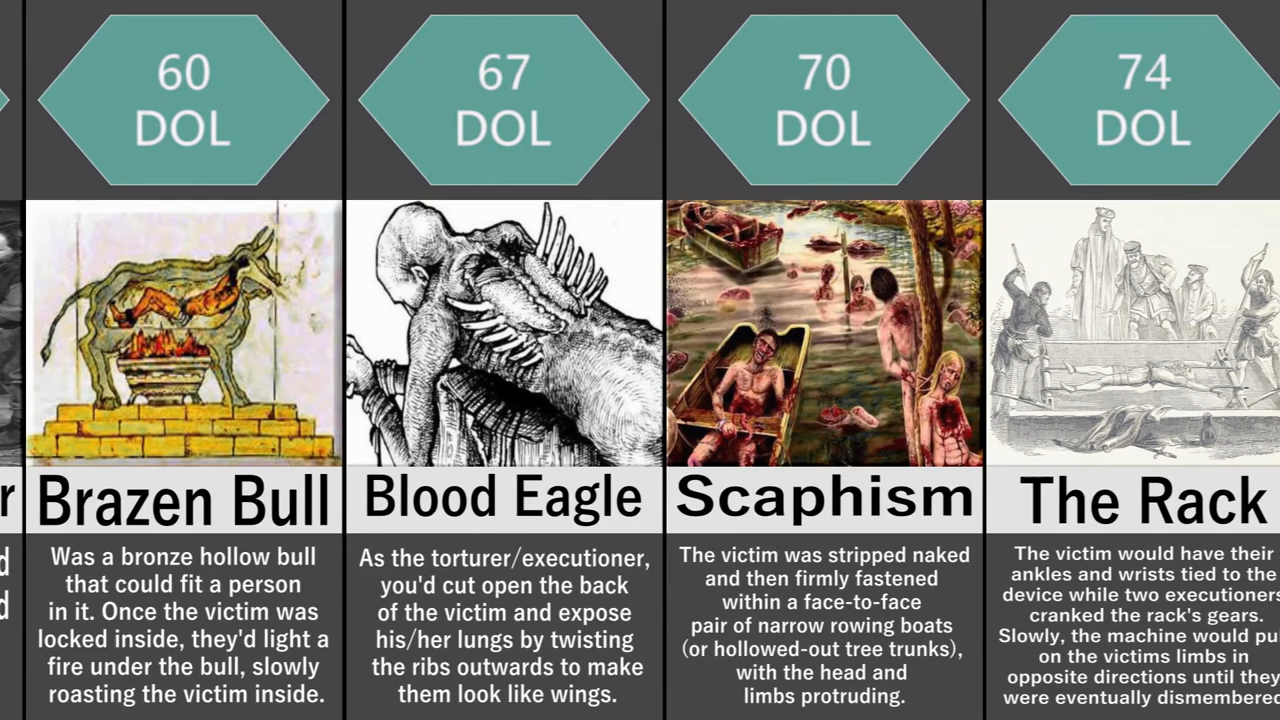 60
DOL
67
DOL
70
DOL
74
DOL
r
Brazen Bull
Blood Eagle
Scaphism
The Rack
d
d
Was a bronze hollow bull
that could fit a person
in it. Once the victim was
locked inside, they'd light a
fire under the bull, slowly
roasting the victim inside.
As the torturer/executioner,
you'd cut open the back
of the victim and expose
his/her lungs by twisting
the ribs outwards to make
them look like wings.
The victim was stripped naked
and then firmly fastened
within a face-to-face
pair of narrow rowing boats
(or hollowed-out tree trunks),
with the head and
limbs protruding.
The victim would have their
ankles and wrists tied to the
device while two executioners
cranked the rack's gears.
Slowly, the machine would pu
on the victims limbs in
opposite directions until they
were eventually dismembered